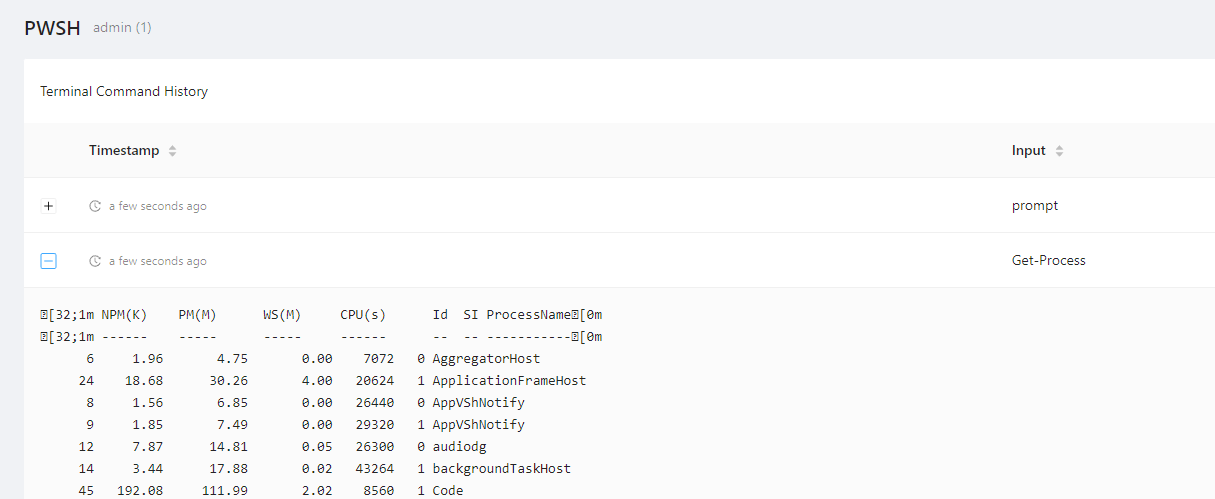 PWSH admin (1)
Terminal Command History
Timestamp Input
a few seconds ago prompt
a few seconds ago Get-Process
[32;1m NPM(K)    PM(M)      WS(M)     CPU(s)      Id  SI ProcessName[0m
[32;1m ------    -----      -----     ------      --  -- -----------[0m
      6     1.96       4.75       0.00    7072   0 AggregatorHost
     24    18.68      30.26       4.00   20624   1 ApplicationFrameHost
      8     1.56       6.85       0.00   26440   0 AppVShNotify
      9     1.85       7.49       0.00   29320   1 AppVShNotify
     12     7.87      14.81       0.05   26300   0 audiodg
     14     3.44      17.88       0.02   43264   1 backgroundTaskHost
     45   192.08     111.99       2.02    8560   1 Code